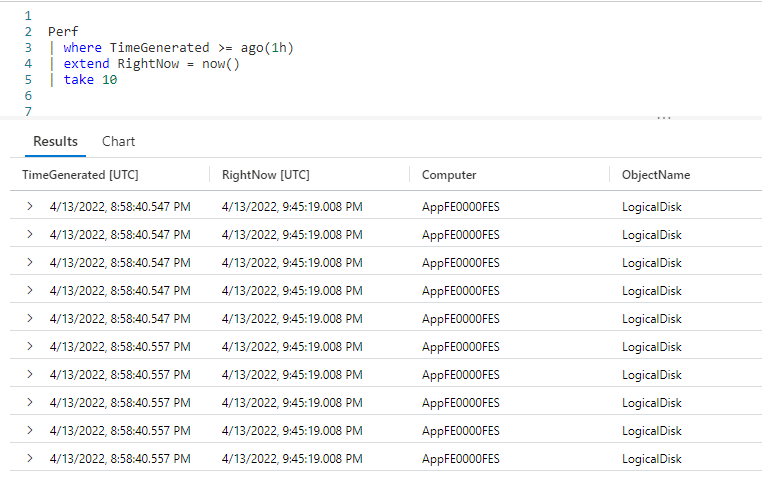 1
2 Perf
3 | where TimeGenerated >= ago(1h)
4 | extend RightNow = now()
5 | take 10
6
7
...
Results Chart
TimeGenerated [UTC] RightNow [UTC] Computer ObjectName
> 4/13/2022, 8:58:40.547 PM 4/13/2022, 9:45:19.008 PM AppFE0000FES LogicalDisk
> 4/13/2022, 8:58:40.547 PM 4/13/2022, 9:45:19.008 PM AppFE0000FES LogicalDisk
> 4/13/2022, 8:58:40.547 PM 4/13/2022, 9:45:19.008 PM AppFE0000FES LogicalDisk
> 4/13/2022, 8:58:40.547 PM 4/13/2022, 9:45:19.008 PM AppFE0000FES LogicalDisk
> 4/13/2022, 8:58:40.547 PM 4/13/2022, 9:45:19.008 PM AppFE0000FES LogicalDisk
> 4/13/2022, 8:58:40.557 PM 4/13/2022, 9:45:19.008 PM AppFE0000FES LogicalDisk
> 4/13/2022, 8:58:40.557 PM 4/13/2022, 9:45:19.008 PM AppFE0000FES LogicalDisk
> 4/13/2022, 8:58:40.557 PM 4/13/2022, 9:45:19.008 PM AppFE0000FES LogicalDisk
> 4/13/2022, 8:58:40.557 PM 4/13/2022, 9:45:19.008 PM AppFE0000FES LogicalDisk
> 4/13/2022, 8:58:40.557 PM 4/13/2022, 9:45:19.008 PM AppFE0000FES LogicalDisk